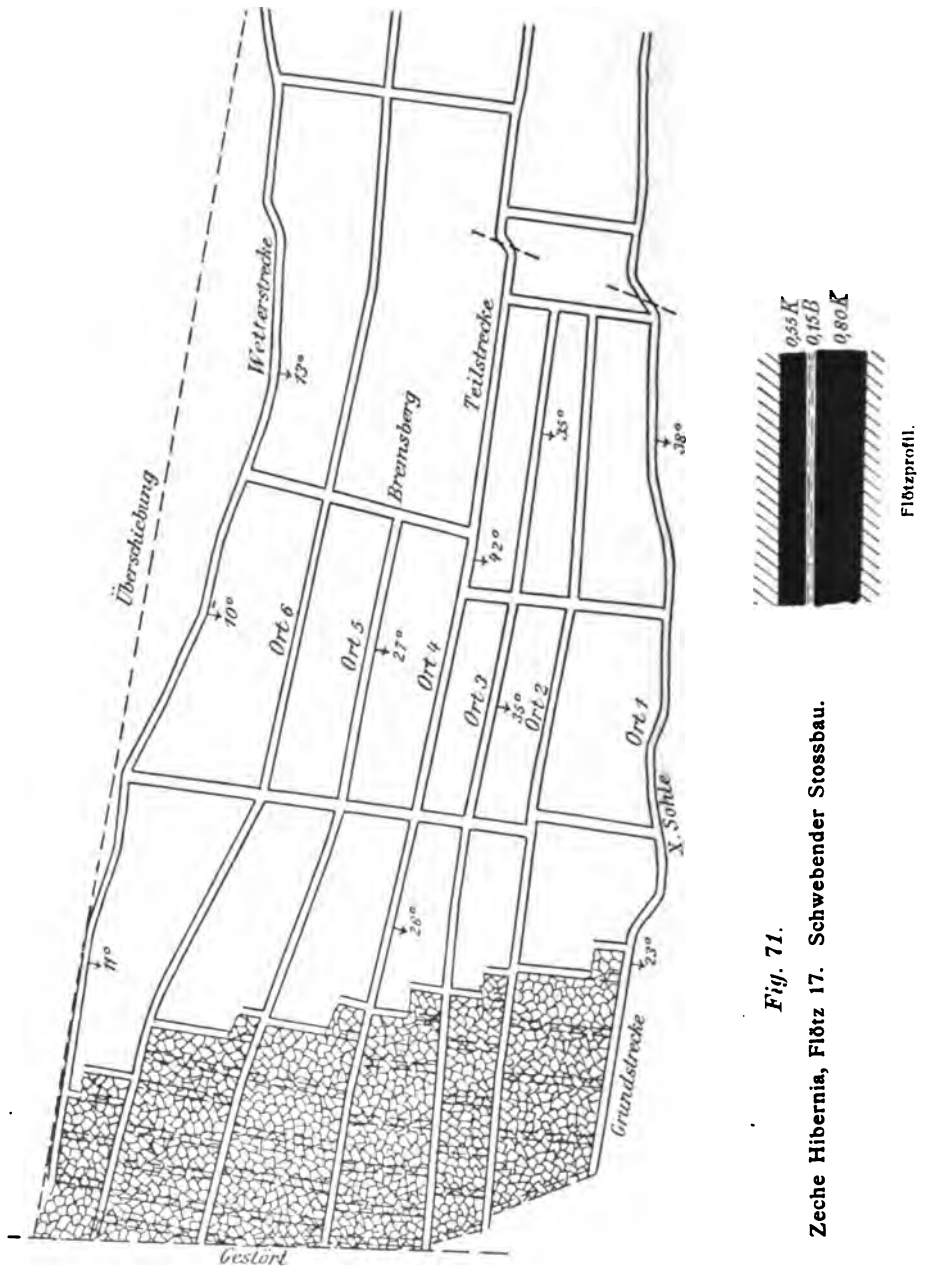 Überschiebung
Wetterstrecke
13°
10°
11°
Bremsberg
Teilstrecke
Ort 6
Ort 5
27°
Ort 4
42°
Ort 3
35°
35°
Ort 2
26°
Ort 1
38°
X. Sohle
23°
Grundstrecke
Gestört
0,55 K
0,15 B
0,80 K
Flötzprofil.
Fig. 71.
Zeche Hibernia, Flötz 17. Schwebender Stossbau.